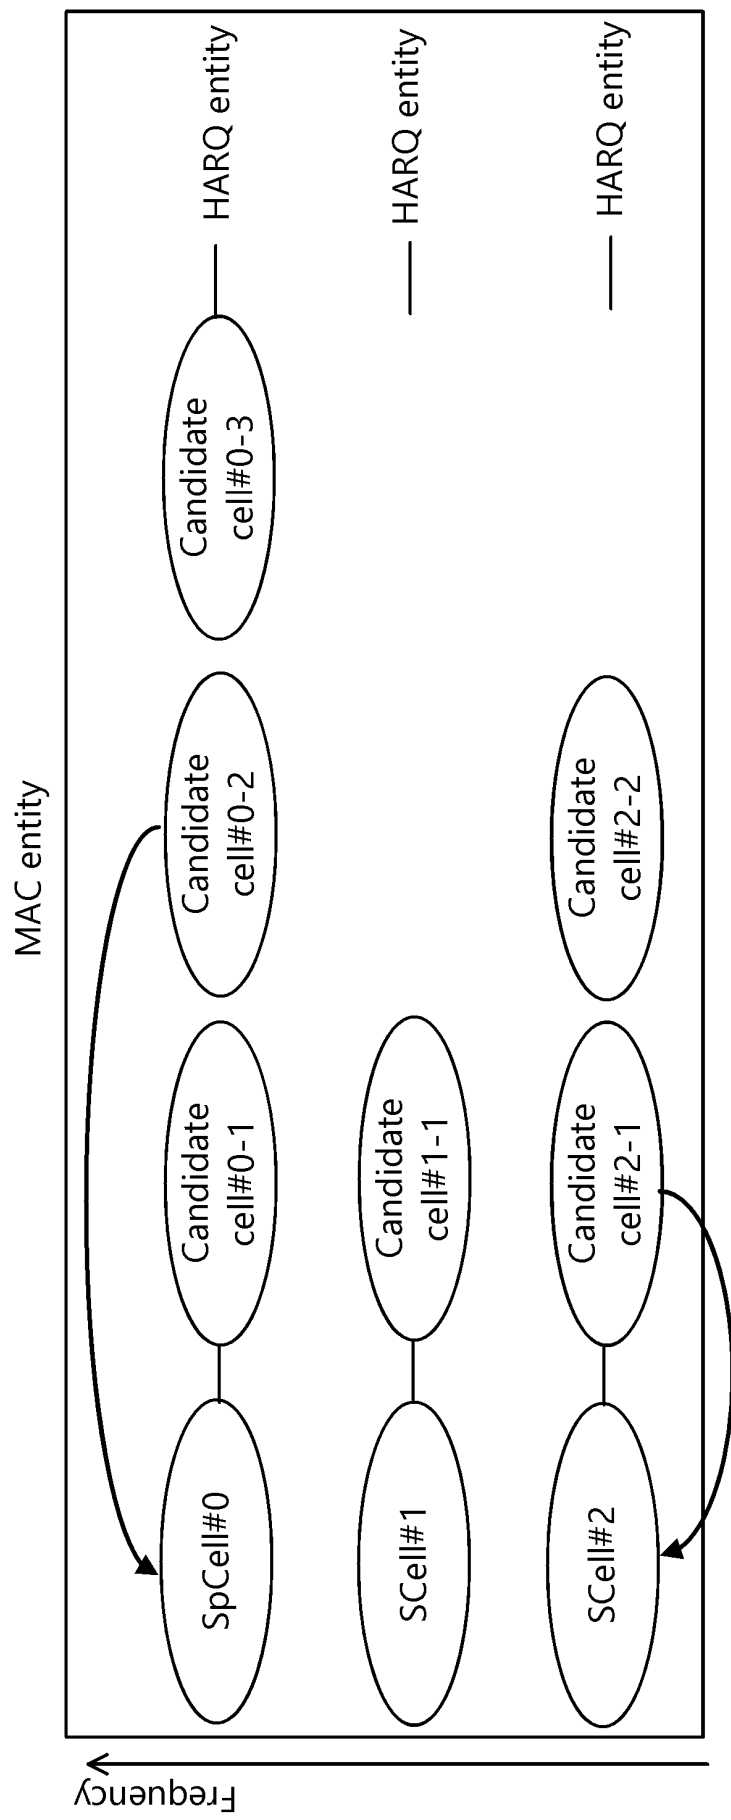 MAC entity
SpCell#0
Candidate
cell#0-1
Candidate
cell#0-2
Candidate
cell#0-3
HARQ entity
SCell#1
Candidate
cell#1-1
HARQ entity
SCell#2
Candidate
cell#2-1
Candidate
cell#2-2
HARQ entity
Frequency